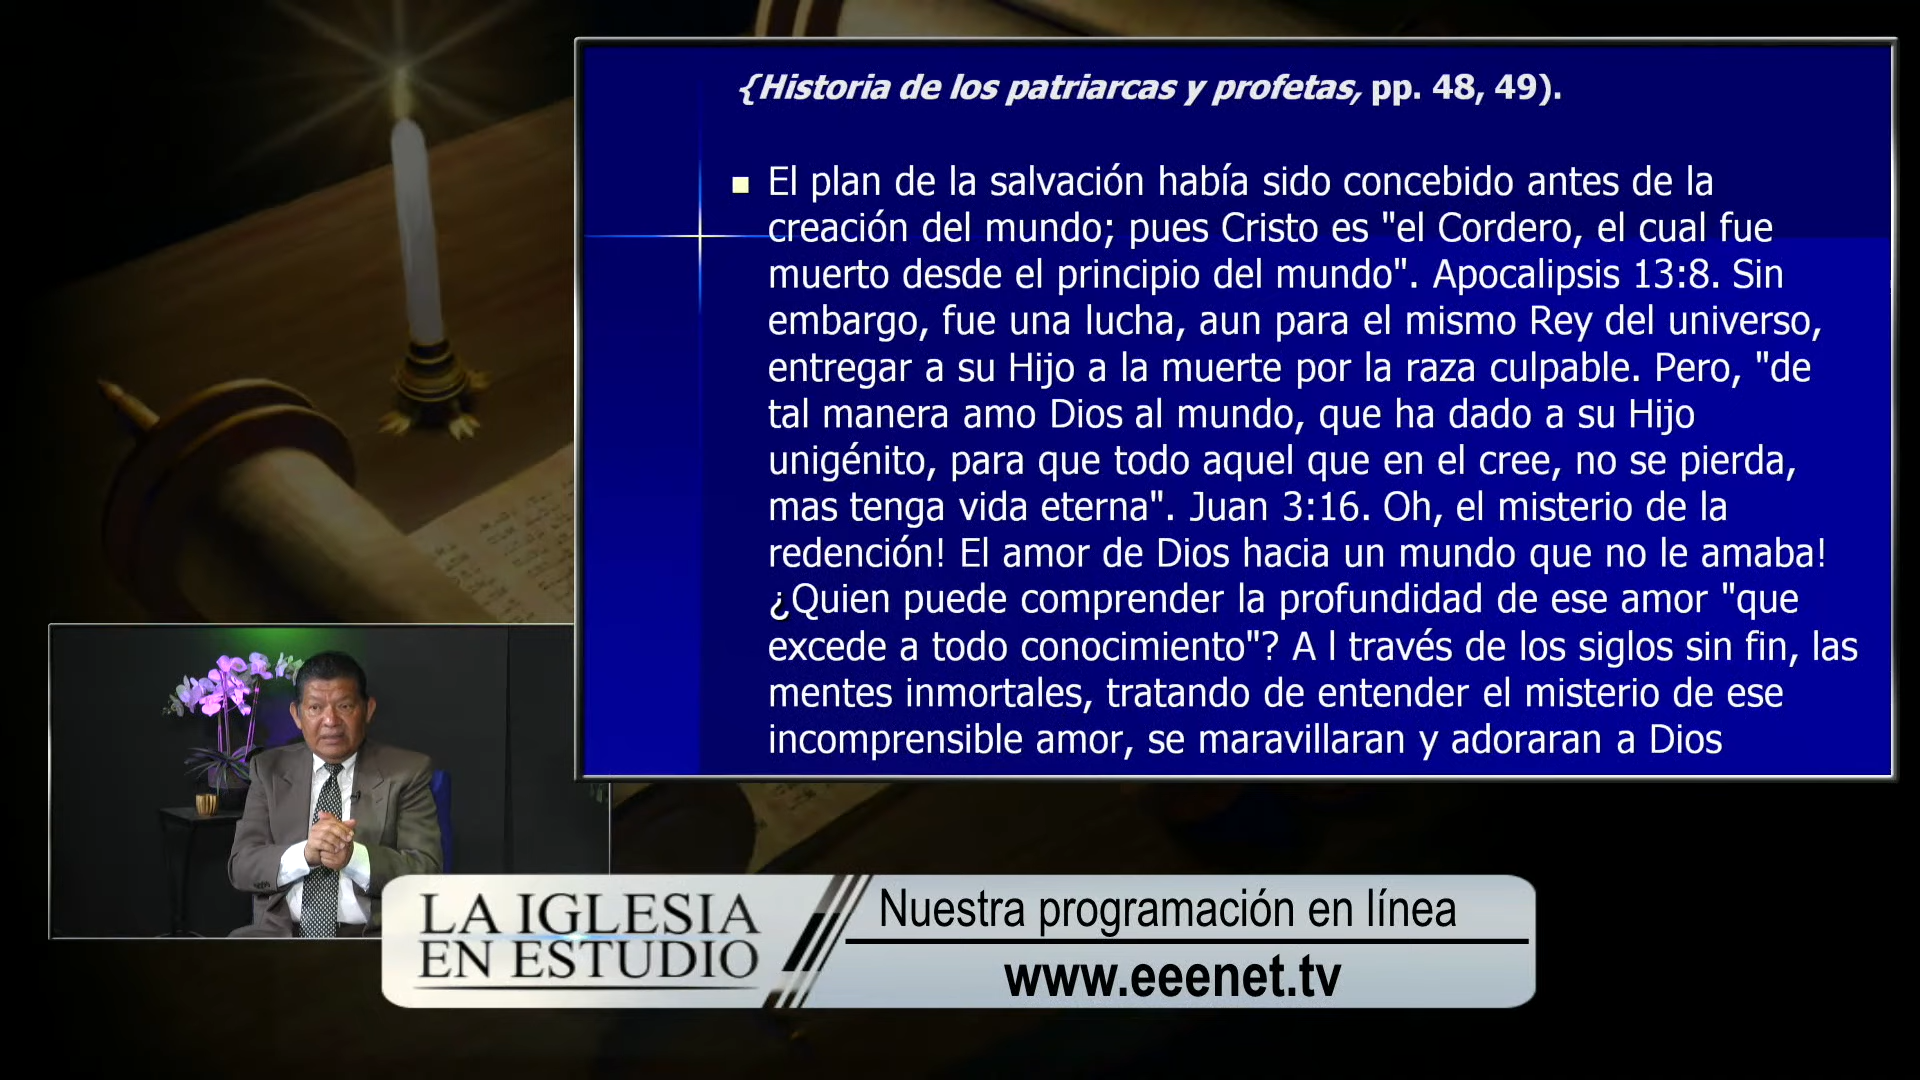 {Historia de los patriarcas y profetas, pp. 48, 49).
▪ El plan de la salvación había sido concebido antes de la
creación del mundo; pues Cristo es "el Cordero, el cual fue
muerto desde el principio del mundo". Apocalipsis 13:8. Sin
embargo, fue una lucha, aun para el mismo Rey del universo,
entregar a su Hijo a la muerte por la raza culpable. Pero, "de
tal manera amo Dios al mundo, que ha dado a su Hijo
unigénito, para que todo aquel que en el cree, no se pierda,
mas tenga vida eterna". Juan 3:16. Oh, el misterio de la
redención! El amor de Dios hacia un mundo que no le amaba!
¿Quien puede comprender la profundidad de ese amor "que
excede a todo conocimiento"? A l través de los siglos sin fin, las
mentes inmortales, tratando de entender el misterio de ese
incomprensible amor, se maravillaran y adoraran a Dios
LA IGLESIA
EN ESTUDIO
Nuestra programación en línea
www.eeenet.tv